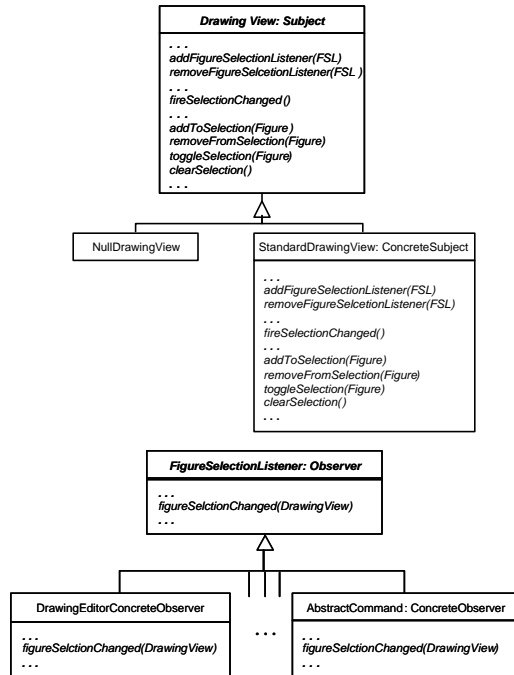 Drawing View: Subject
. . .
addFigureSelectionListener(FSL)
removeFigureSelcetionListener(FSL )
. . .
fireSelectionChanged()
. . .
addToSelection(Figure)
removeFromSelection(Figure)
toggleSelection(Figure)
clearSelection()
. . .
NullDrawingView
StandardDrawingView: ConcreteSubject
. . .
addFigureSelectionListener(FSL)
removeFigureSelcetionListener(FSL)
. . .
fireSelectionChanged()
. . .
addToSelection(Figure)
removeFromSelection(Figure)
toggleSelection(Figure)
clearSelection()
. . .
FigureSelectionListener: Observer
. . .
figureSelctionChanged(DrawingView)
. . .
DrawingEditorConcreteObserver
. . .
figureSelctionChanged(DrawingView)
. . .
. . .
AbstractCommand: ConcreteObserver
. . .
figureSelctionChanged(DrawingView)
. . .